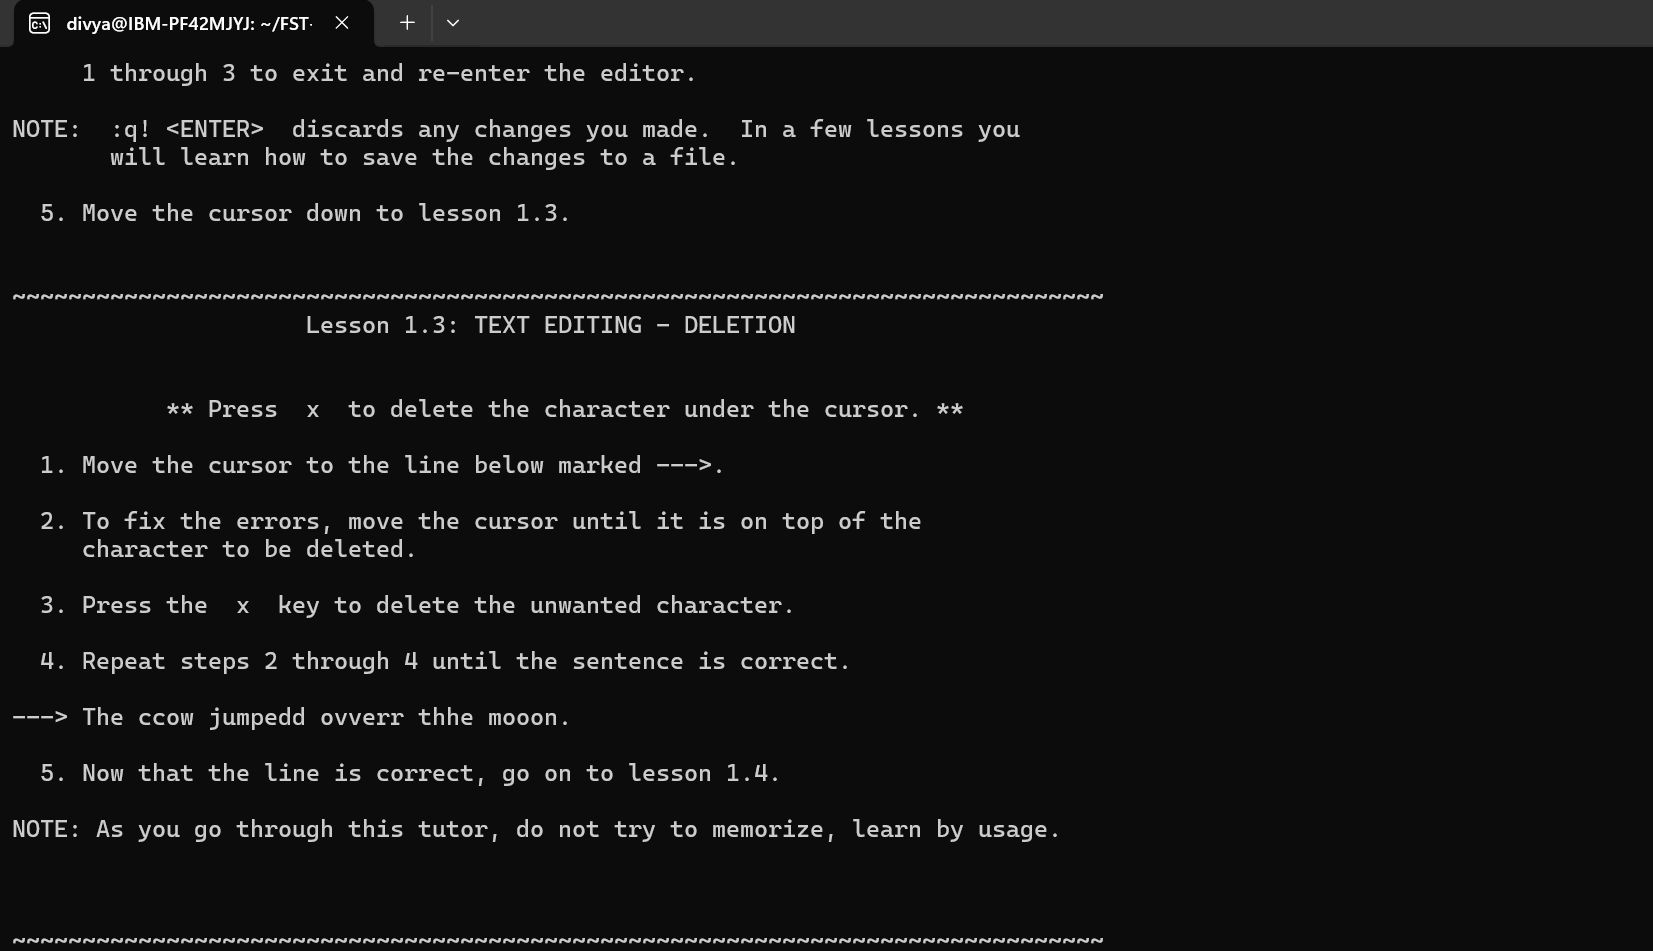 divya@IBM-PF42MJYJ: ~/FST-
1 through 3 to exit and re-enter the editor.
NOTE:  :q! <ENTER>  discards any changes you made.  In a few lessons you
will learn how to save the changes to a file.
5. Move the cursor down to lesson 1.3.
~~~~~~~~~~~~~~~~~~~~~~~~~~~~~~~~~~~~~~~~~~~~~~~~~~~~~~~~~~~~~~~~~~~~~~~~~~~~~~
Lesson 1.3: TEXT EDITING - DELETION
** Press  x  to delete the character under the cursor. **
1. Move the cursor to the line below marked --->.
2. To fix the errors, move the cursor until it is on top of the
character to be deleted.
3. Press the  x  key to delete the unwanted character.
4. Repeat steps 2 through 4 until the sentence is correct.
---> The ccow jumpedd ovverr thhe mooon.
5. Now that the line is correct, go on to lesson 1.4.
NOTE: As you go through this tutor, do not try to memorize, learn by usage.
~~~~~~~~~~~~~~~~~~~~~~~~~~~~~~~~~~~~~~~~~~~~~~~~~~~~~~~~~~~~~~~~~~~~~~~~~~~~~~